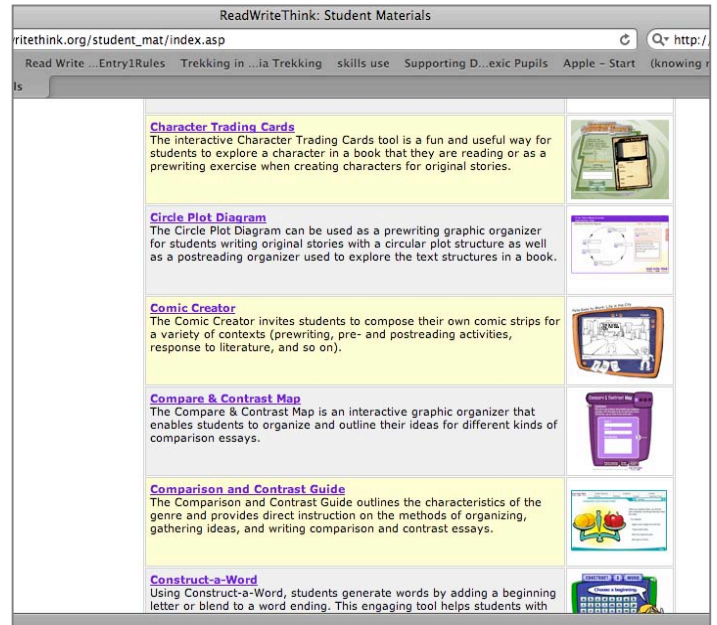 ReadWriteThink: Student Materials
ritethink.org/student_mat/index.asp
http:/
Read Write ...Entry1Rules Trekking in ...ia Trekking skills use Supporting D...exic Pupils Apple – Start (knowing
ls
Character Trading Cards
The interactive Character Trading Cards tool is a fun and useful way for
students to explore a character in a book that they are reading or as a
prewriting exercise when creating characters for original stories.
Circle Plot Diagram
The Circle Plot Diagram can be used as a prewriting graphic organizer
for students writing original stories with a circular plot structure as well
as a postreading organizer used to explore the text structures in a book.
Comic Creator
The Comic Creator invites students to compose their own comic strips for
a variety of contexts (prewriting, pre- and postreading activities,
response to literature, and so on).
Compare & Contrast Map
The Compare & Contrast Map is an interactive graphic organizer that
enables students to organize and outline their ideas for different kinds of
comparison essays.
Compare & Contrast Map
Comparison and Contrast Guide
The Comparison and Contrast Guide outlines the characteristics of the
genre and provides direct instruction on the methods of organizing,
gathering ideas, and writing comparison and contrast essays.
Construct-a-Word
Using Construct-a-Word, students generate words by adding a beginning
letter or blend to a word ending. This engaging tool helps students with
CONSTRUCT A WORD
Choose a beginning.